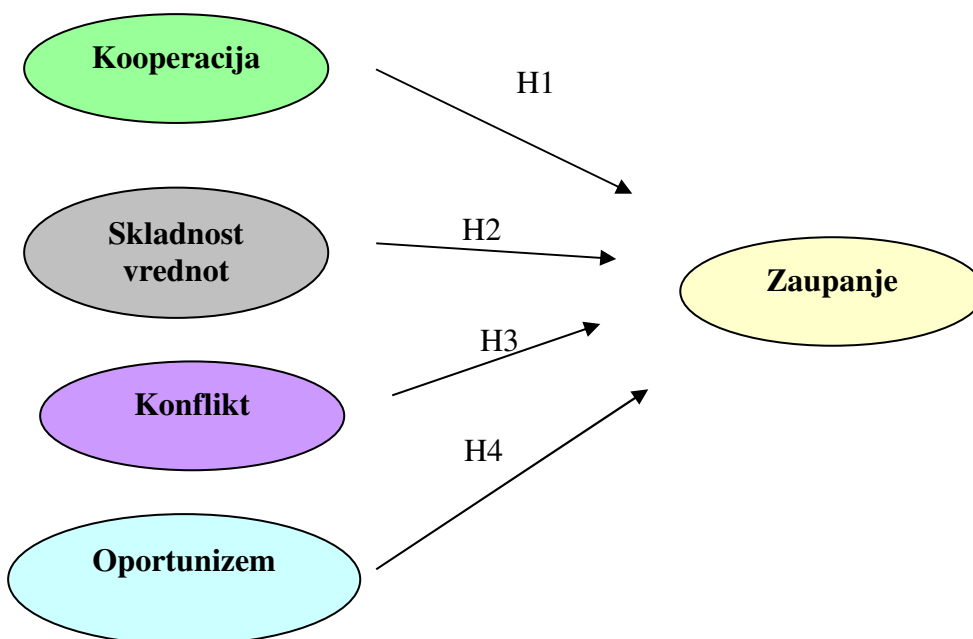 Kooperacija
H1
Skladnost
vrednot
H2
Zaupanje
H3
Konflikt
H4
Oportunizem